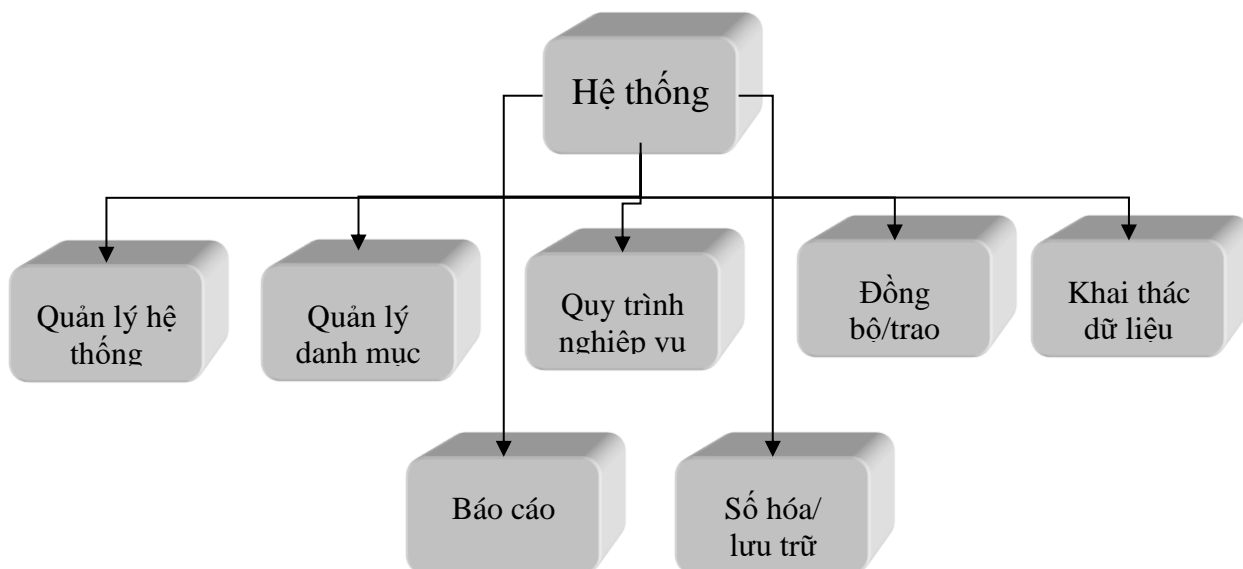 Hệ thống
Quản lý hệ
thống
Quản lý
danh mục
Quy trình
nghiệp vụ
Đồng
bộ/trao
Khai thác
dữ liệu
Báo cáo
Số hóa/
lưu trữ